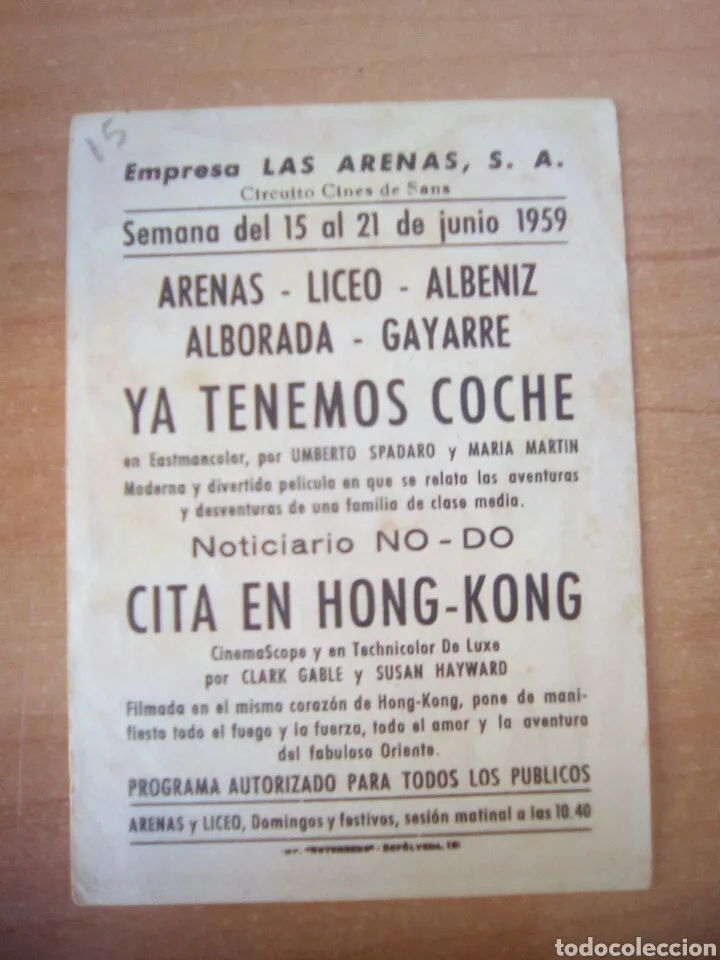 15
Empresa LAS ARENAS, S. A.
Circuito Cines de Sans
Semana del 15 al 21 de junio 1959
ARENAS - LICEO - ALBENIZ
ALBORADA - GAYARRE
YA TENEMOS COCHE
en Eastmancolor, por UMBERTO SPADARO y MARIA MARTIN
Moderna y divertida película en que se relata las aventuras
y desventuras de una familia de clase media.
Noticiario NO-DO
CITA EN HONG-KONG
CinemaScope y en Technicolor De Luxe
por CLARK GABLE y SUSAN HAYWARD
Filmada en el mismo corazón de Hong-Kong, pone de mani-
fiesto todo el fuego y la fuerza, todo el amor y la aventura
del fabuloso Oriente.
PROGRAMA AUTORIZADO PARA TODOS LOS PUBLICOS
ARENAS y LICEO, Domingos y festivos, sesión matinal a las 10.40
"GUTENBERG" - SEPÚLVEDA,
todocoleccion